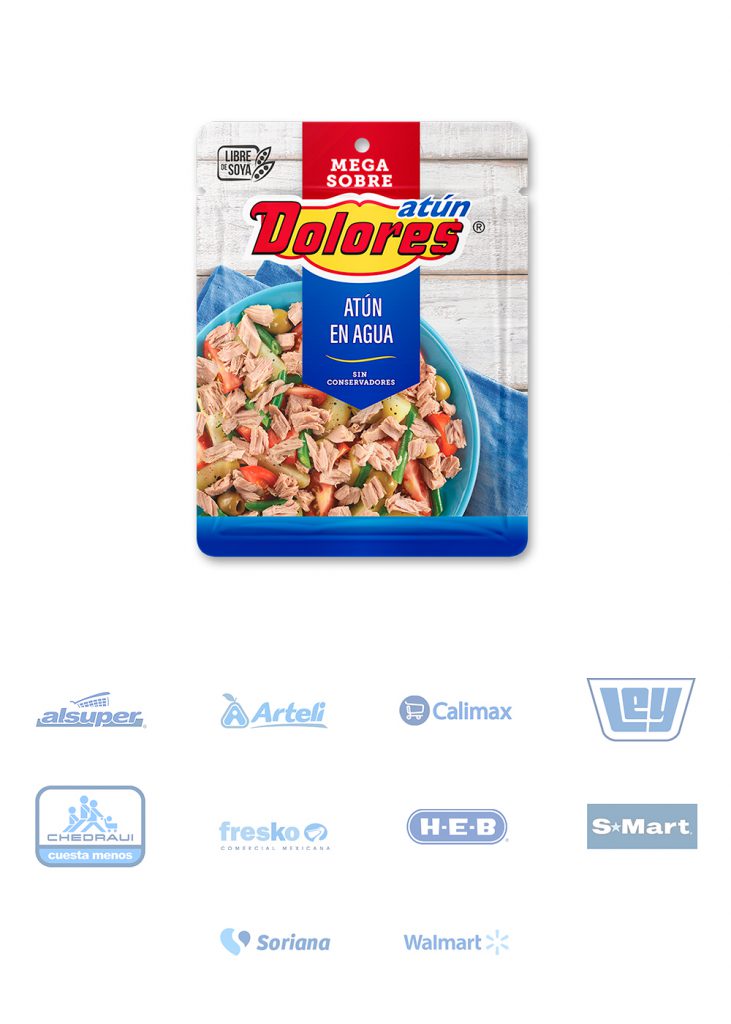 LIBRE
DE SOYA
MEGA
SOBRE
atún
Dolores ®
ATÚN
EN AGUA
SIN
CONSERVADORES
alsuper®
Arteli
Calimax
Ley
CHEDRAUI
cuesta menos
fresko
COMERCIAL MEXICANA
H-E-B®
S★Mart
Soriana
Walmart